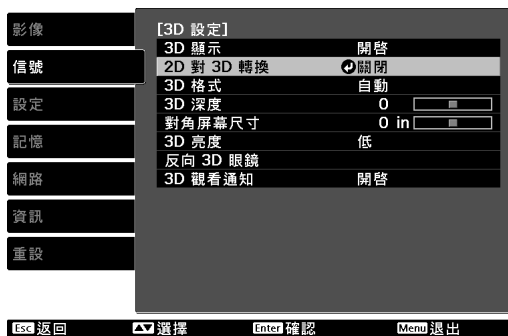 影像
信號
設定
記憶
網路
資訊
重設
[3D 設定]
3D 顯示 開啓
2D 對 3D 轉換 關閉
3D 格式 自動
3D 深度 0
對角屏幕尺寸 0 in
3D 亮度 低
反向 3D 眼鏡
3D 觀看通知 開啓
Esc 返回 選擇 Enter 確認 Menu 退出